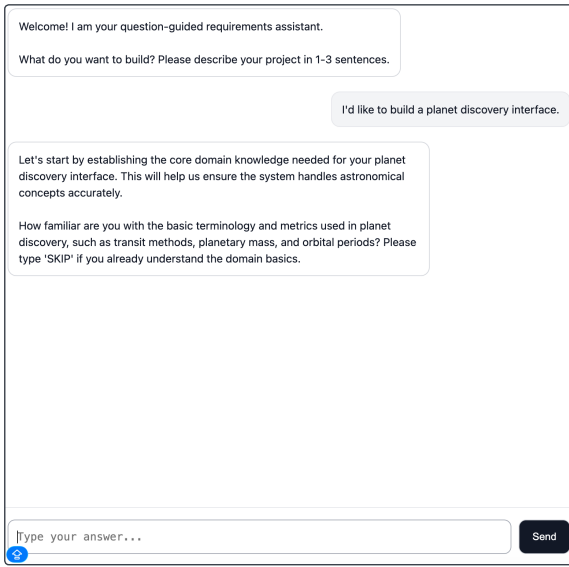 Welcome! I am your question-guided requirements assistant.
What do you want to build? Please describe your project in 1-3 sentences.
I'd like to build a planet discovery interface.
Let's start by establishing the core domain knowledge needed for your planet
discovery interface. This will help us ensure the system handles astronomical
concepts accurately.
How familiar are you with the basic terminology and metrics used in planet
discovery, such as transit methods, planetary mass, and orbital periods? Please
type 'SKIP' if you already understand the domain basics.
Type your answer...
Send